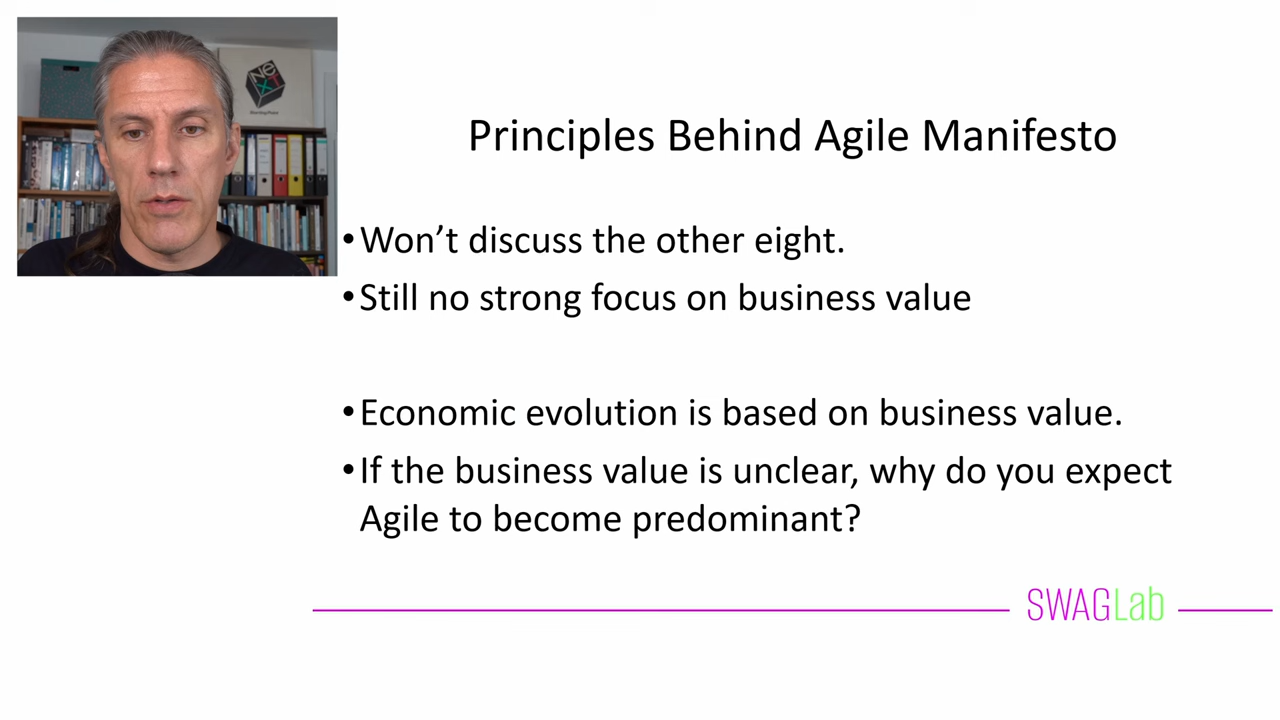 Ne
XT
Principles Behind Agile Manifesto
•Won’t discuss the other eight.
•Still no strong focus on business value
•Economic evolution is based on business value.
•If the business value is unclear, why do you expect
Agile to become predominant?
SWAGLab